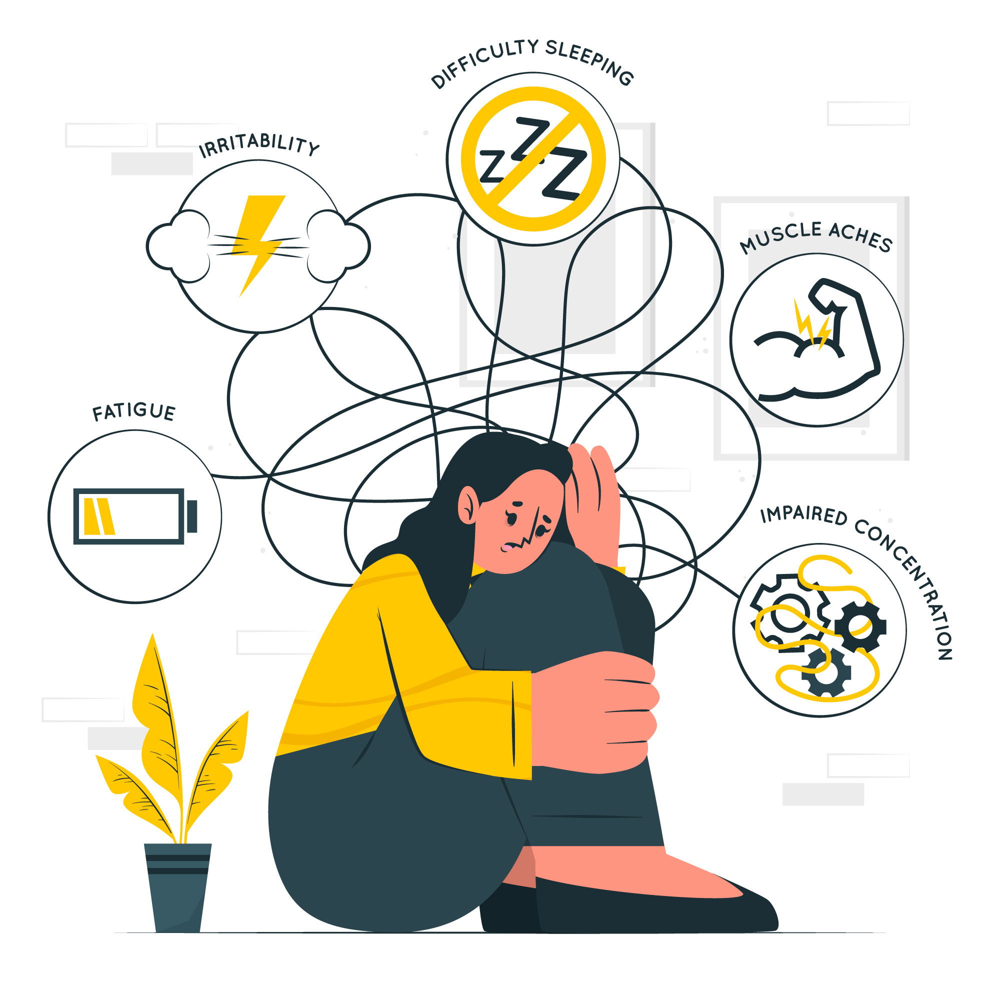 DIFFICULTY SLEEPING
IRRITABILITY
MUSCLE ACHES
FATIGUE
IMPAIRED CONCENTRATION
Z Z Z